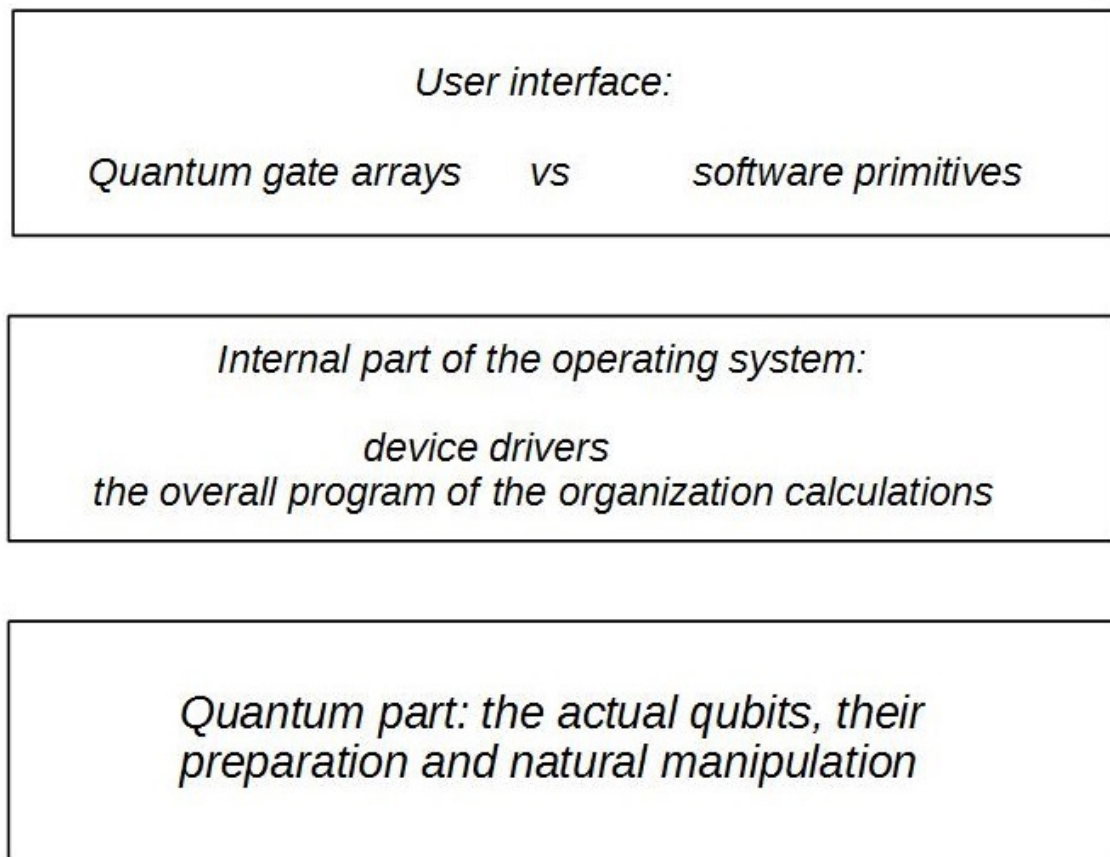 User interface:
Quantum gate arrays vs software primitives
Internal part of the operating system:
device drivers
the overall program of the organization calculations
Quantum part: the actual qubits, their
preparation and natural manipulation